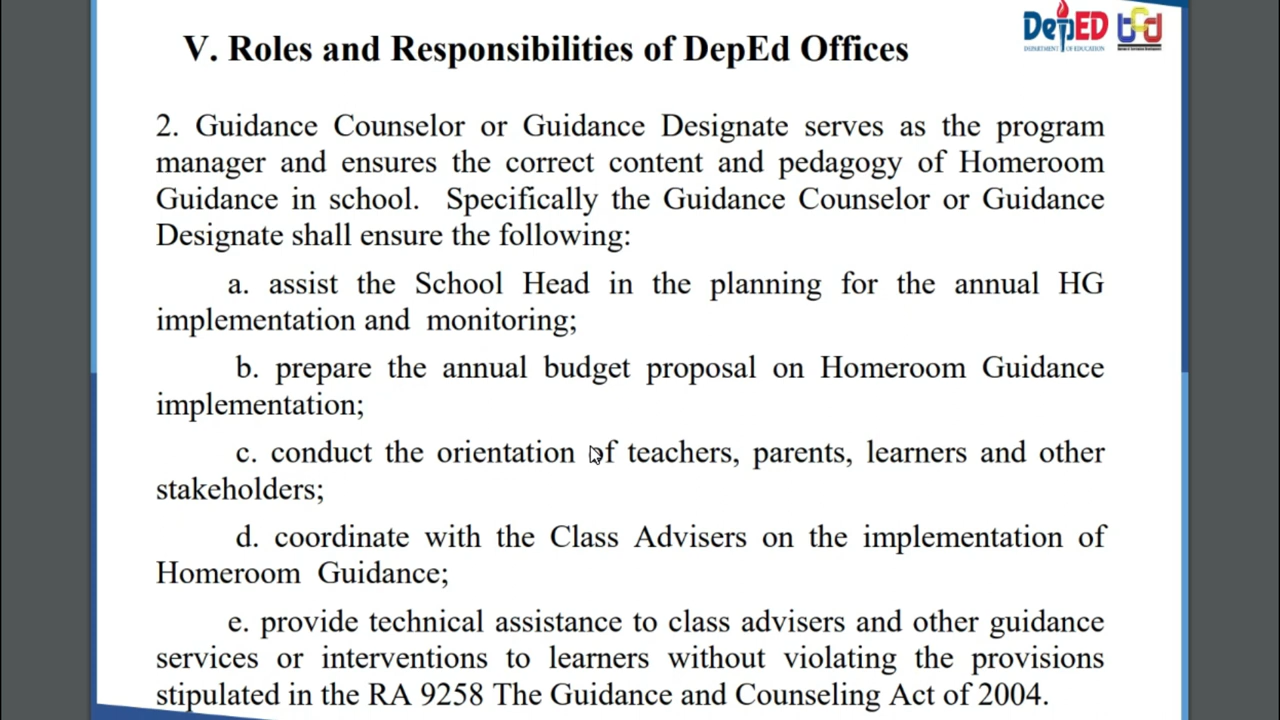 V. Roles and Responsibilities of DepEd Offices
DepED
DEPARTMENT OF EDUCATION
2. Guidance Counselor or Guidance Designate serves as the program
manager and ensures the correct content and pedagogy of Homeroom
Guidance in school. Specifically the Guidance Counselor or Guidance
Designate shall ensure the following:
a. assist the School Head in the planning for the annual HG
implementation and monitoring;
b. prepare the annual budget proposal on Homeroom Guidance
implementation;
c. conduct the orientation of teachers, parents, learners and other
stakeholders;
d. coordinate with the Class Advisers on the implementation of
Homeroom Guidance;
e. provide technical assistance to class advisers and other guidance
services or interventions to learners without violating the provisions
stipulated in the RA 9258 The Guidance and Counseling Act of 2004.